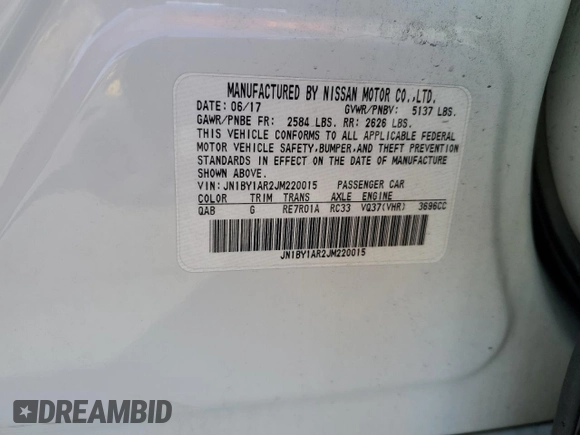 MANUFACTURED BY NISSAN MOTOR CO.,LTD.
DATE: 06/17 GVWR/PNBV: 5137 LBS.
GAWR/PNBE FR: 2584 LBS. RR: 2626 LBS.
THIS VEHICLE CONFORMS TO ALL APPLICABLE FEDERAL
MOTOR VEHICLE SAFETY,BUMPER,AND THEFT PREVENTION
STANDARDS IN EFFECT ON THE DATE OF MANUFACTURE
SHOWN ABOVE.
VIN: JN1BY1AR2JM220015 PASSENGER CAR
COLOR TRIM TRANS AXLE ENGINE
QAB G RE7R01A RC33 VQ37(VHR) 3696CC
JN1BY1AR2JM220015
DREAMBID